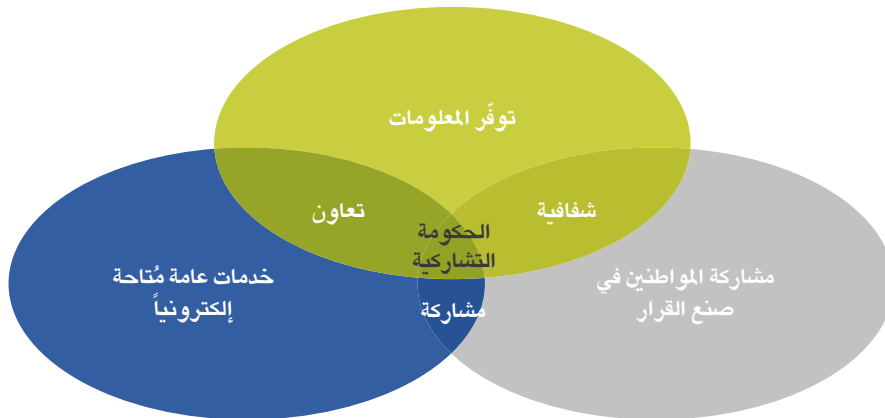 توفّر المعلومات
شفافية
تعاون
الحكومة
التشاركية
مشاركة المواطنين في
صنع القرار
خدمات عامة مُتاحة
إلكترونياً
مشاركة